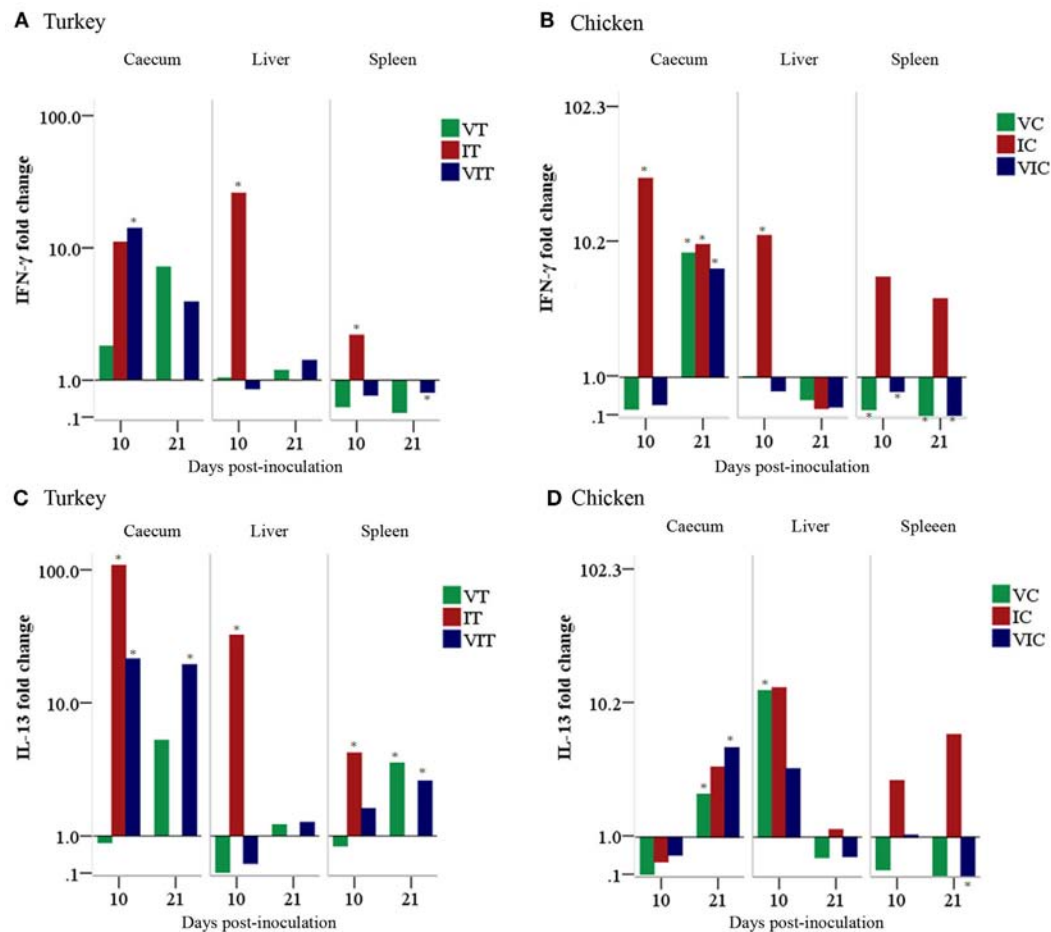 A Turkey
Caecum Liver Spleen
100.0
10.0
1.0
.1
IFN-γ fold change
VT
IT
VIT
* * * *
10 21 10 21 10 21
Days post-inoculation
B Chicken
Caecum Liver Spleen
102.3
10.2
1.0
.1
IFN-γ fold change
VC
IC
VIC
* * * * * * * * *
10 21 10 21 10 21
Days post-inoculation
C Turkey
Caecum Liver Spleen
100.0
10.0
1.0
.1
IL-13 fold change
VT
IT
VIT
* * * * * * *
10 21 10 21 10 21
Days post-inoculation
D Chicken
Caecum Liver Spleeen
102.3
10.2
1.0
.1
IL-13 fold change
VC
IC
VIC
* * * *
10 21 10 21 10 21
Days post-inoculation